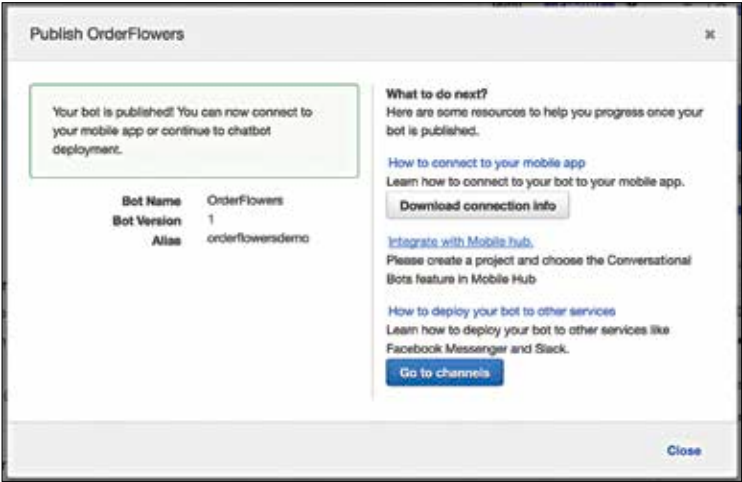 Publish OrderFlowers
Your bot is published! You can now connect to
your mobile app or continue to chatbot
deployment.
Bot Name OrderFlowers
Bot Version 1
Alias orderflowersdemo
What to do next?
Here are some resources to help you progress once your
bot is published.
How to connect to your mobile app
Learn how to connect to your bot to your mobile app.
Download connection info
Integrate with Mobile hub.
Please create a project and choose the Conversational
Bots feature in Mobile Hub
How to deploy your bot to other services
Learn how to deploy your bot to other services like
Facebook Messenger and Slack.
Go to channels
Close